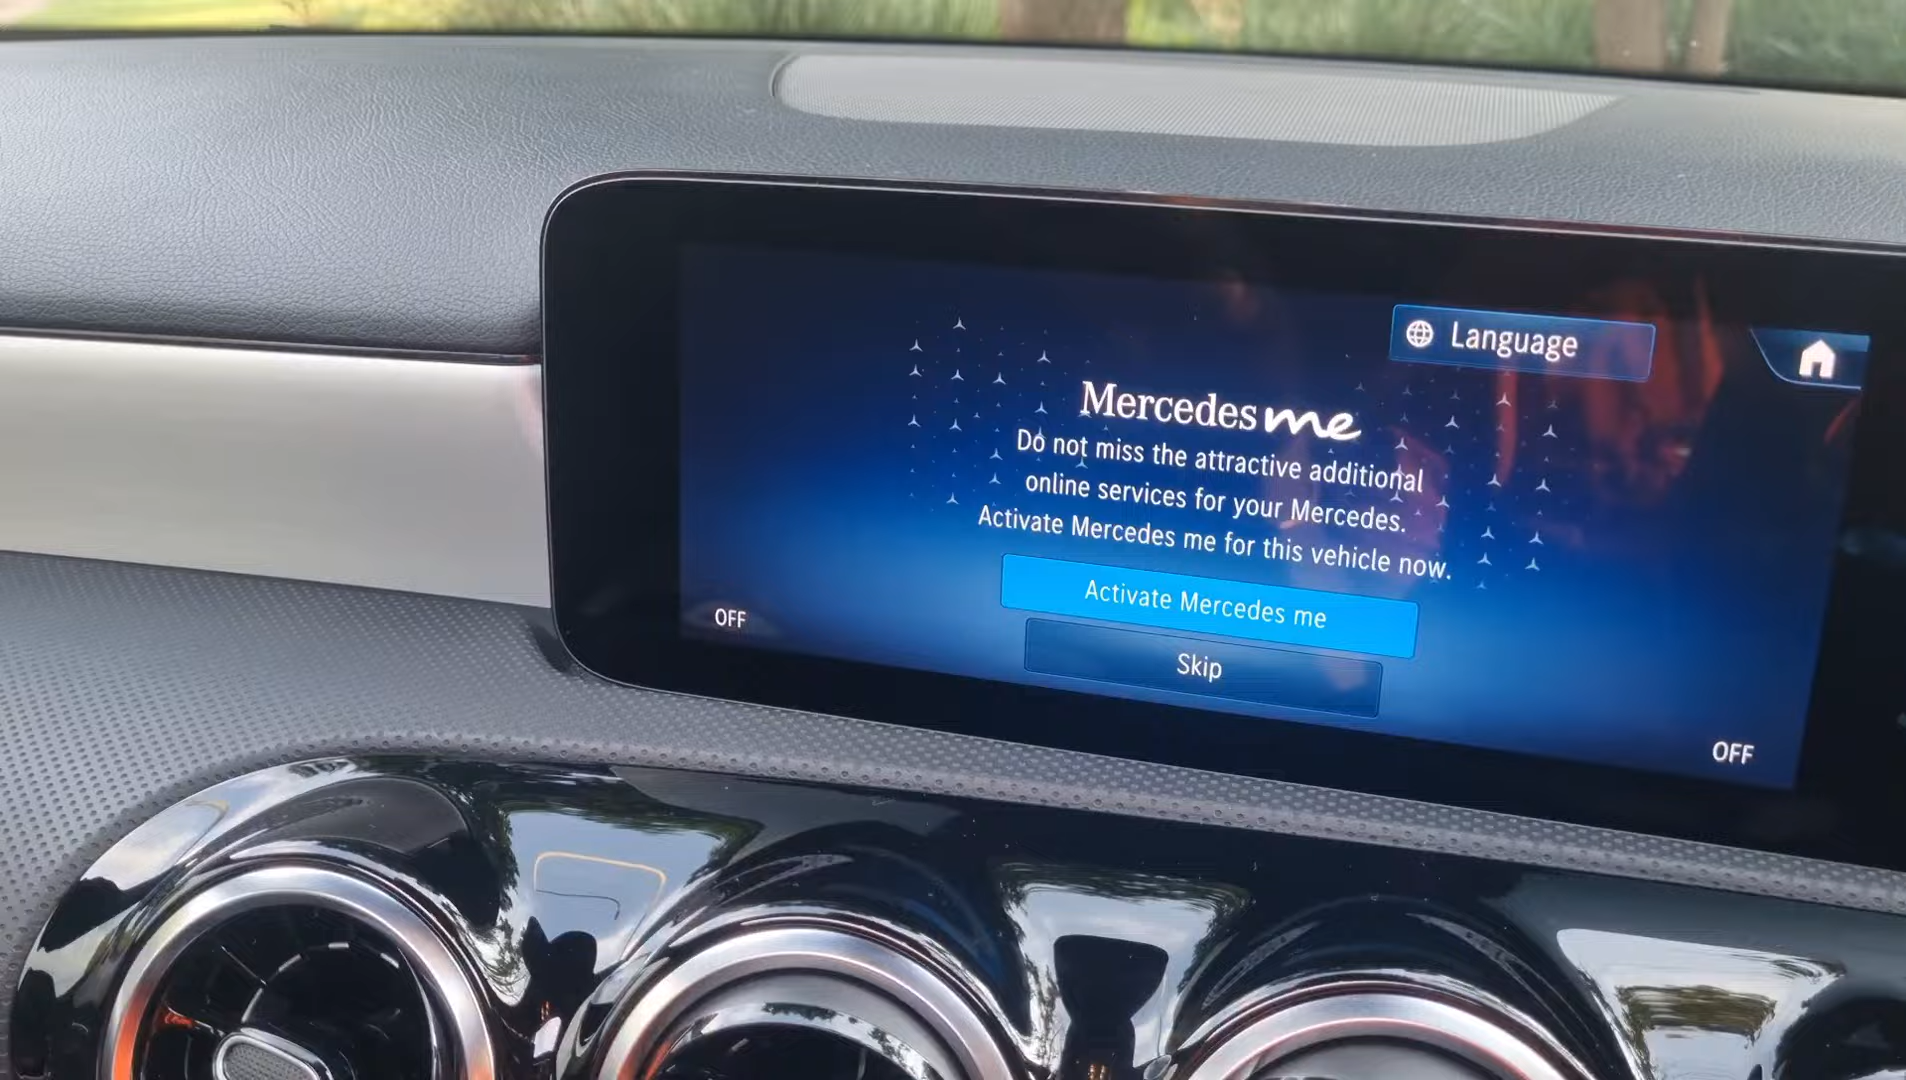 Language
Mercedes me
Do not miss the attractive additional
online services for your Mercedes.
Activate Mercedes me for this vehicle now.
Activate Mercedes me
Skip
OFF
OFF